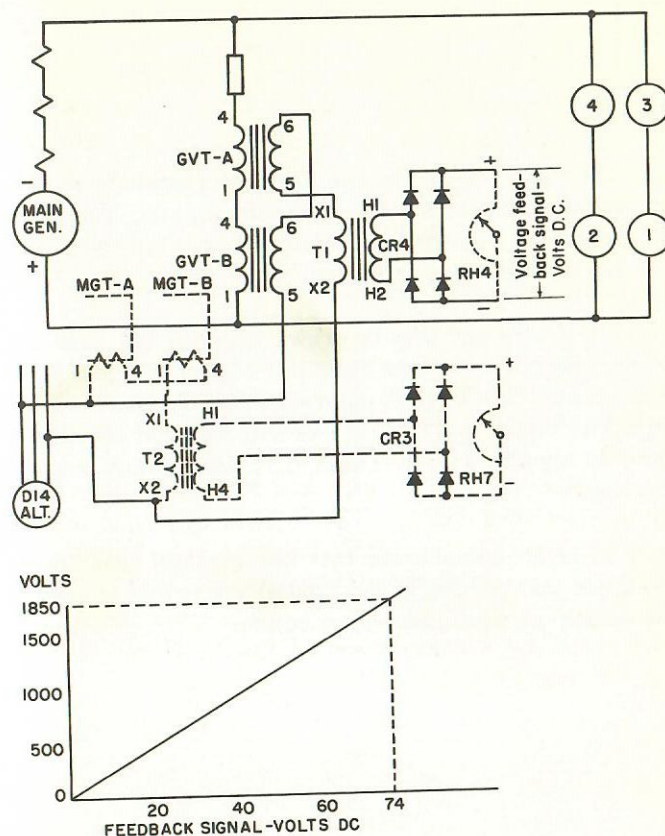 4
6
GVT-A
1
5
4
6
GVT-B
1
5
-
MAIN
GEN.
+
X1
T1
X2
H1
CR4
H2
+
RH4
-
Voltage feed-
back signal-
Volts D.C.
4
3
2
1
MGT-A
MGT-B
1
4
1
4
X1
H1
T2
X2
H4
CR3
+
RH7
-
D14
ALT.
VOLTS
1850
1500
1000
500
0
20
40
60
74
FEEDBACK SIGNAL-VOLTS DC